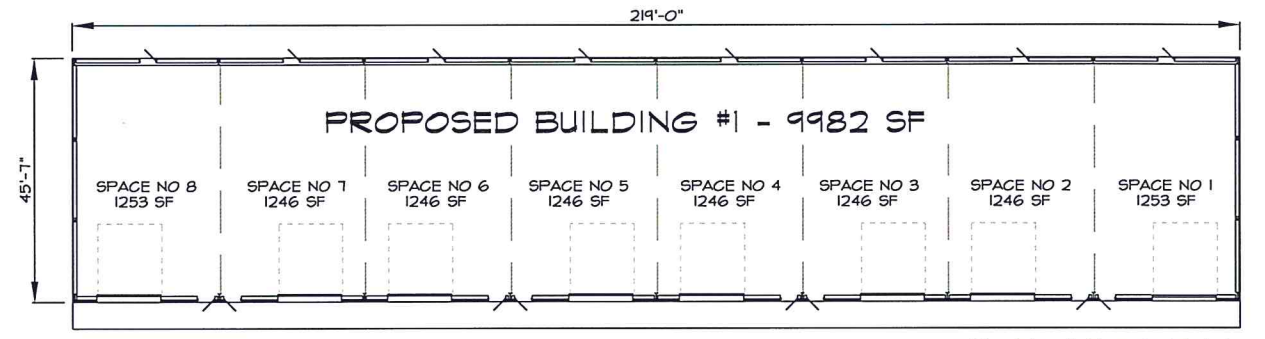 219'-0"
PROPOSED BUILDING #1 - 9982 SF
45'-7"
SPACE NO 8
1253 SF
SPACE NO 7
1246 SF
SPACE NO 6
1246 SF
SPACE NO 5
1246 SF
SPACE NO 4
1246 SF
SPACE NO 3
1246 SF
SPACE NO 2
1246 SF
SPACE NO 1
1253 SF